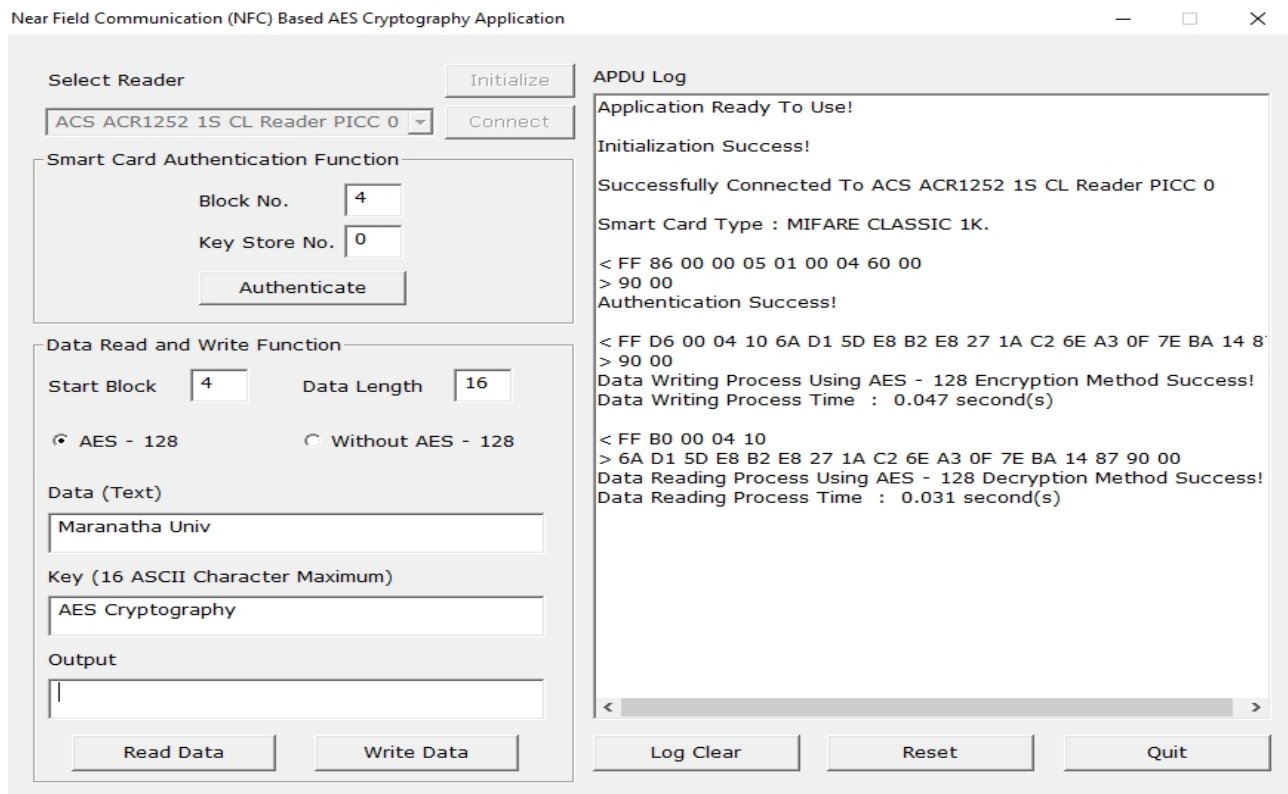 Near Field Communication (NFC) Based AES Cryptography Application
Select Reader
Initialize
ACS ACR1252 1S CL Reader PICC 0
Connect
Smart Card Authentication Function
Block No. 4
Key Store No. 0
Authenticate
Data Read and Write Function
Start Block 4 Data Length 16
AES - 128 Without AES - 128
Data (Text)
Maranatha Univ
Key (16 ASCII Character Maximum)
AES Cryptography
Output
Read Data Write Data
APDU Log
Application Ready To Use!
Initialization Success!
Successfully Connected To ACS ACR1252 1S CL Reader PICC 0
Smart Card Type : MIFARE CLASSIC 1K.
< FF 86 00 00 05 01 00 04 60 00
> 90 00
Authentication Success!
< FF D6 00 04 10 6A D1 5D E8 B2 E8 27 1A C2 6E A3 0F 7E BA 14
> 90 00
Data Writing Process Using AES - 128 Encryption Method Success!
Data Writing Process Time : 0.047 second(s)
< FF B0 00 04 10
> 6A D1 5D E8 B2 E8 27 1A C2 6E A3 0F 7E BA 14 87 90 00
Data Reading Process Using AES - 128 Decryption Method Success!
Data Reading Process Time : 0.031 second(s)
Log Clear Reset Quit